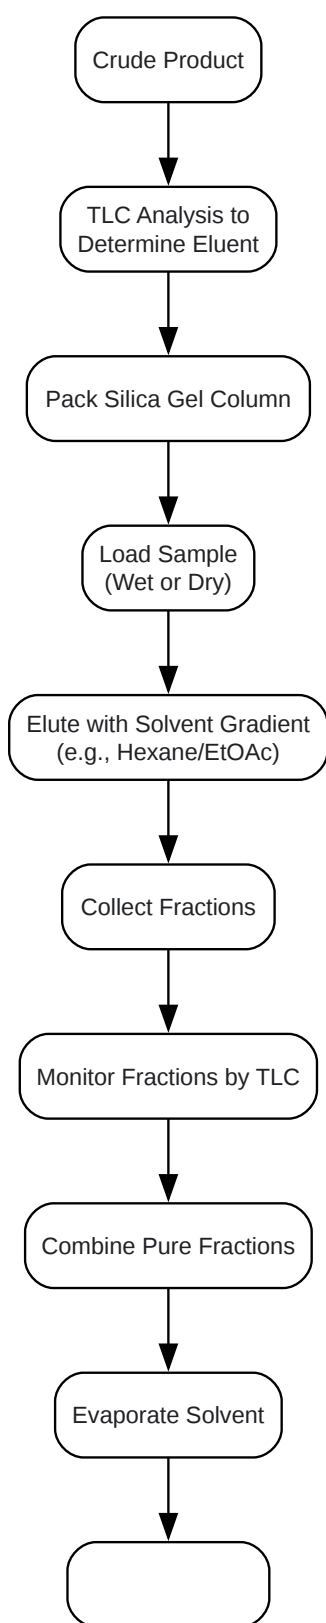 Crude Product
TLC Analysis to
Determine Eluent
Pack Silica Gel Column
Load Sample
(Wet or Dry)
Elute with Solvent Gradient
(e.g., Hexane/EtOAc)
Collect Fractions
Monitor Fractions by TLC
Combine Pure Fractions
Evaporate Solvent